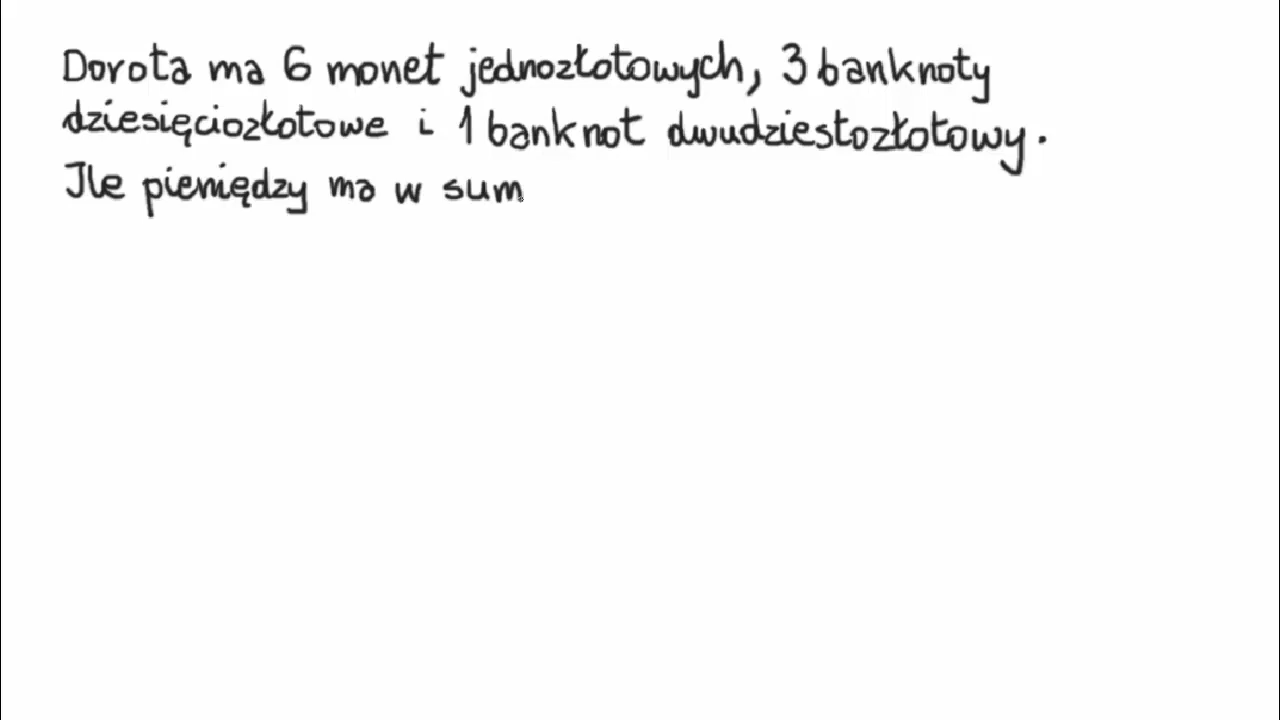 Dorota ma 6 monet jednozłotowych, 3 banknoty
dziesięciozłotowe i 1 banknot dwudziestozłotowy.
Ile pieniędzy ma w sum